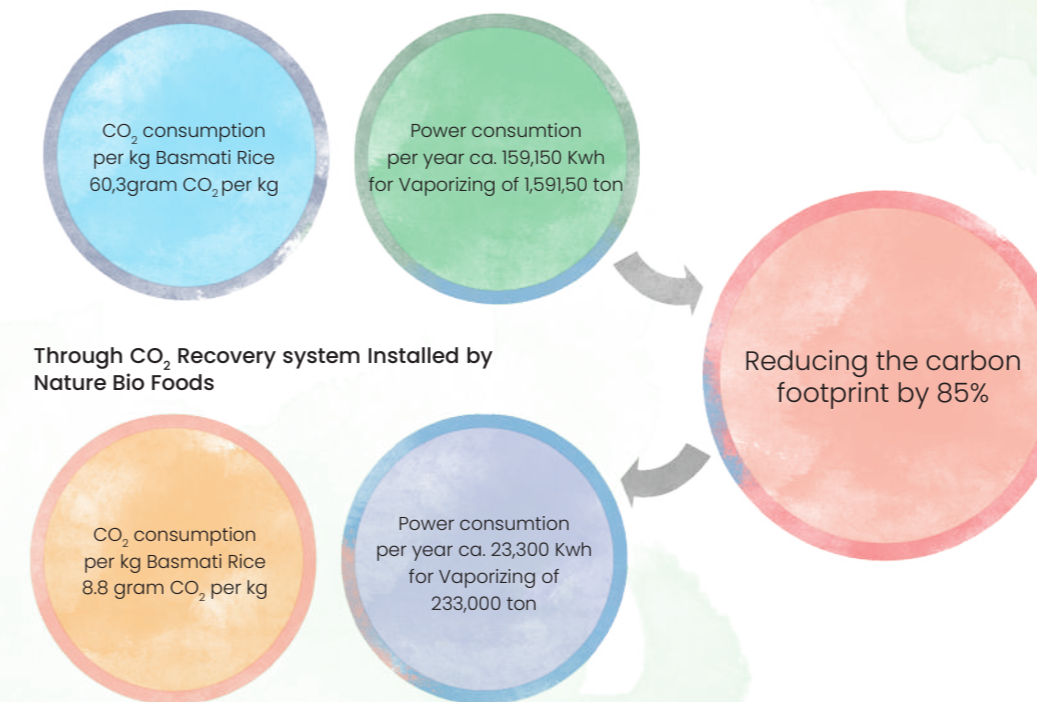 CO₂ consumption
per kg Basmati Rice
60,3gram CO₂ per kg
Power consumtion
per year ca. 159,150 Kwh
for Vaporizing of 1,591,50 ton
Reducing the carbon
footprint by 85%
Through CO₂ Recovery system Installed by
Nature Bio Foods
CO₂ consumption
per kg Basmati Rice
8.8 gram CO₂ per kg
Power consumtion
per year ca. 23,300 Kwh
for Vaporizing of
233,000 ton